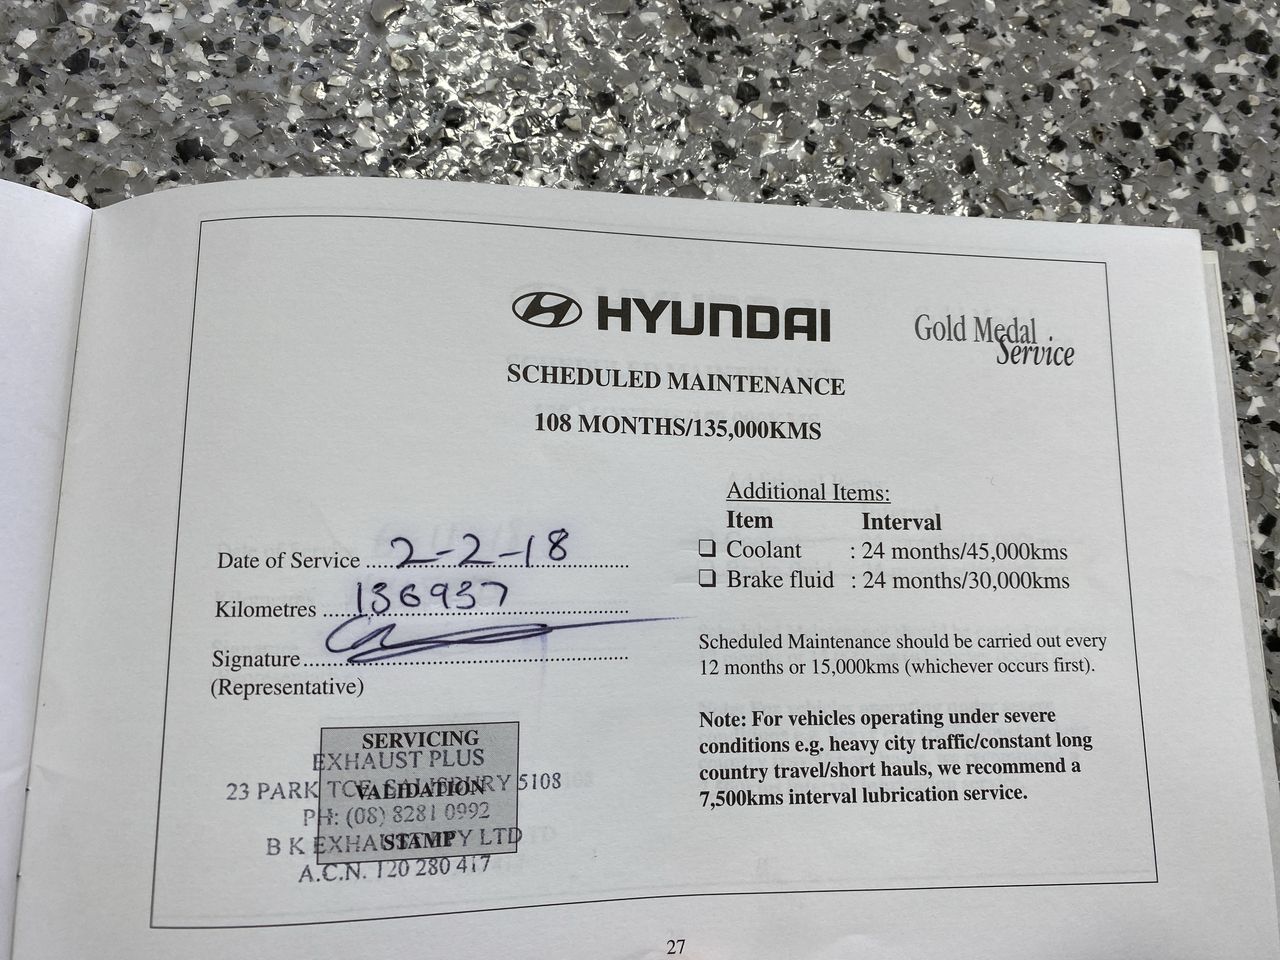 HYUNDAI
Gold Medal
Service
SCHEDULED MAINTENANCE
108 MONTHS/135,000KMS
Additional Items:
Item Interval
❏ Coolant : 24 months/45,000kms
❏ Brake fluid : 24 months/30,000kms
Date of Service 2-2-18
Kilometres 136937
Signature
(Representative)
Scheduled Maintenance should be carried out every
12 months or 15,000kms (whichever occurs first).
Note: For vehicles operating under severe
conditions e.g. heavy city traffic/constant long
country travel/short hauls, we recommend a
7,500kms interval lubrication service.
SERVICING
VALIDATION
STAMP
EXHAUST PLUS
23 PARK TCE, SALISBURY 5108
PH: (08) 8281 0992
B K EXHAUST PTY LTD
A.C.N. 120 280 417
27